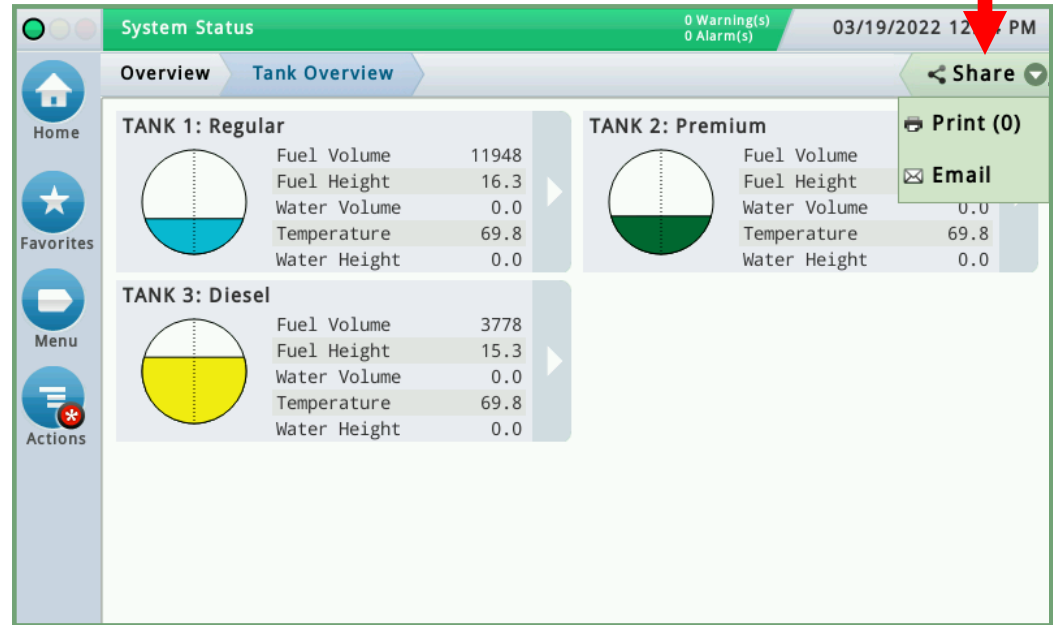 System Status
0 Warning(s)
0 Alarm(s)
03/19/2022 12: PM
Overview
Tank Overview
Share
Print (0)
Email
Home
Favorites
Menu
Actions
TANK 1: Regular
Fuel Volume 11948
Fuel Height 16.3
Water Volume 0.0
Temperature 69.8
Water Height 0.0
TANK 2: Premium
Fuel Volume
Fuel Height
Water Volume 0.0
Temperature 69.8
Water Height 0.0
TANK 3: Diesel
Fuel Volume 3778
Fuel Height 15.3
Water Volume 0.0
Temperature 69.8
Water Height 0.0